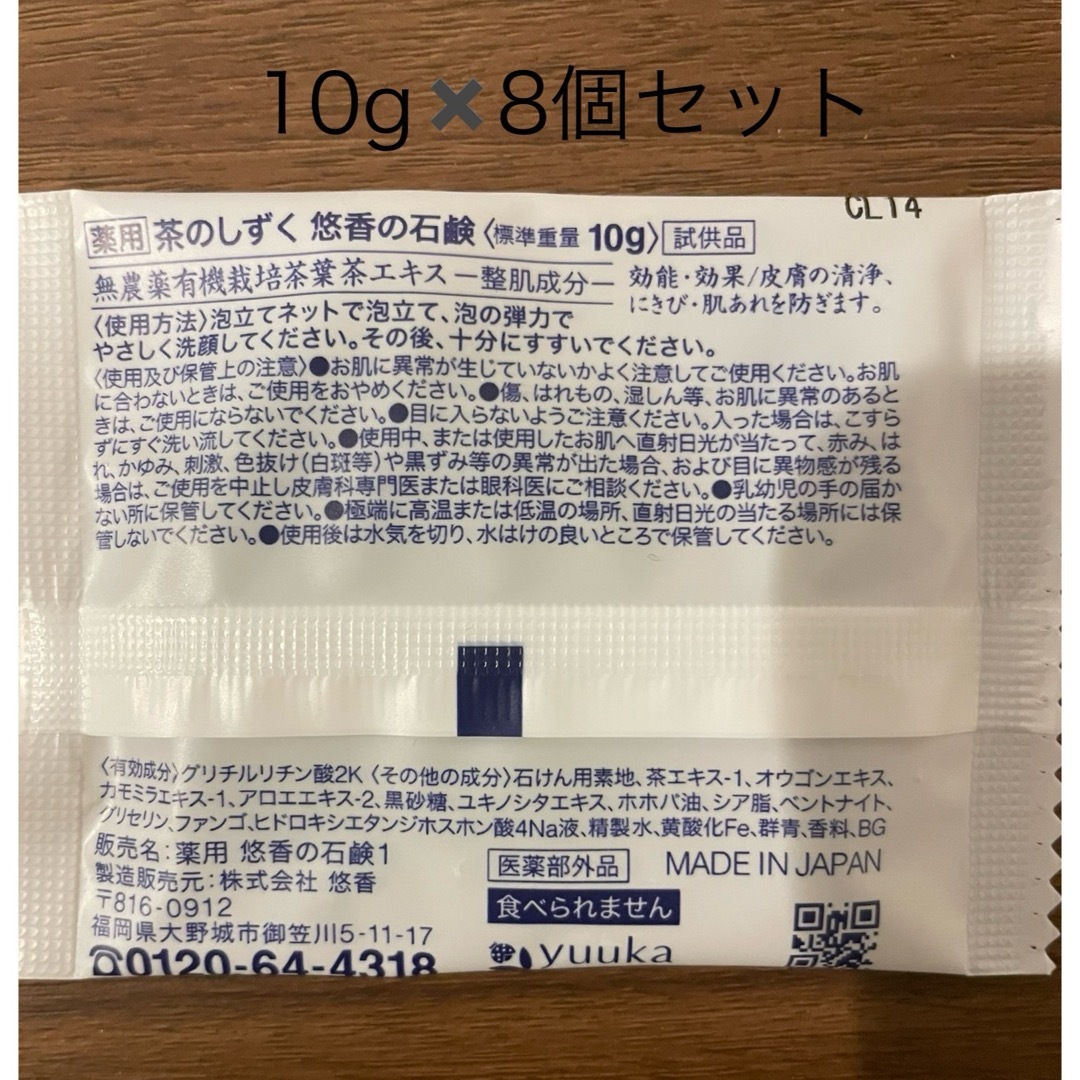 10g✖8個セット
CL14
薬用 茶のしずく 悠香の石鹸〈標準重量 10g〉 試供品
無農薬有機栽培茶葉茶エキス ー整肌成分ー
効能・効果/皮膚の清浄、
にきび・肌あれを防ぎます。
〈使用方法〉泡立てネットで泡立て、泡の弾力で
やさしく洗顔してください。その後、十分にすすいでください。
〈使用及び保管上の注意〉●お肌に異常が生じていないかよく注意してご使用ください。お肌
に合わないときは、ご使用をおやめください。●傷、はれもの、湿しん等、お肌に異常のあると
きは、ご使用にならないでください。●目に入らないようご注意ください。入った場合は、こすら
ずにすぐ洗い流してください。●使用中、または使用したお肌へ直射日光が当たって、赤み、は
れ、かゆみ、刺激、色抜け(白斑等)や黒ずみ等の異常が出た場合、および目に異物感が残る
場合は、ご使用を中止し皮膚科専門医または眼科医にご相談ください。●乳幼児の手の届か
ない所に保管してください。●極端に高温または低温の場所、直射日光の当たる場所には保
管しないでください。●使用後は水気を切り、水はけの良いところで保管してください。
〈有効成分〉グリチルリチン酸2K〈その他の成分〉石けん用素地、茶エキス-1、オウゴンエキス、
カモミラエキス-1、アロエエキス-2、黒砂糖、ユキノシタエキス、ホホバ油、シア脂、ベントナイト、
グリセリン、ファンゴ、ヒドロキシエタンジホスホン酸4Na液、精製水、黄酸化Fe、群青、香料、BG
販売名:薬用 悠香の石鹸1
製造販売元:株式会社 悠香
〒816-0912
福岡県大野城市御笠川5-11-17
0120-64-4318
医薬部外品
MADE IN JAPAN
食べられません
yuuka